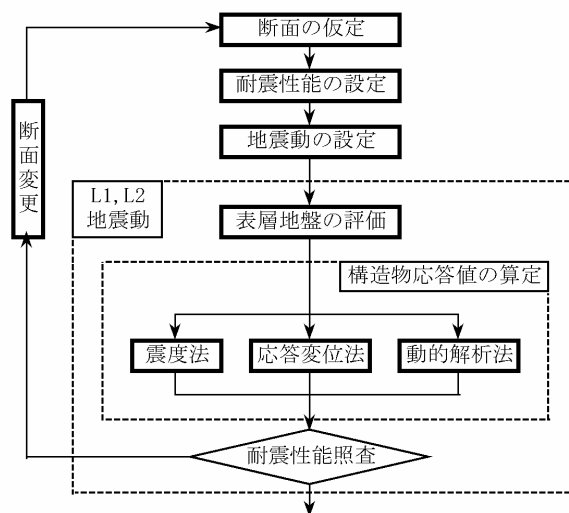 断面の仮定
耐震性能の設定
地震動の設定
断面変更
L1, L2
地震動
表層地盤の評価
構造物応答値の算定
震度法
応答変位法
動的解析法
耐震性能照査